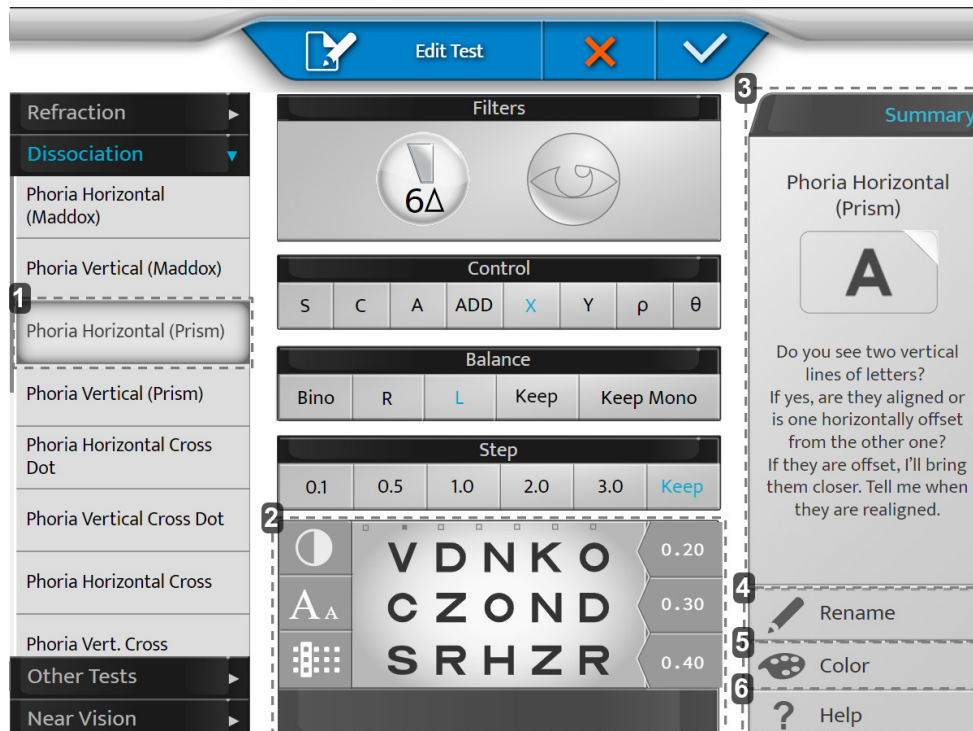 Edit Test
3
Refraction
Dissociation
Phoria Horizontal
(Maddox)
Phoria Vertical (Maddox)
1
Phoria Horizontal (Prism)
Phoria Vertical (Prism)
Phoria Horizontal Cross
Dot
Phoria Vertical Cross Dot
Phoria Horizontal Cross
Phoria Vert. Cross
Other Tests
Near Vision
Filters
6Δ
Control
S C A ADD X Y ρ θ
Balance
Bino R L Keep Keep Mono
Step
0.1 0.5 1.0 2.0 3.0 Keep
2
V D N K O 0.20
A A C Z O N D 0.30
S R H Z R 0.40
Summary
Phoria Horizontal
(Prism)
A
Do you see two vertical
lines of letters?
If yes, are they aligned or
is one horizontally offset
from the other one?
If they are offset, I'll bring
them closer. Tell me when
they are realigned.
4
Rename
5
Color
6
? Help